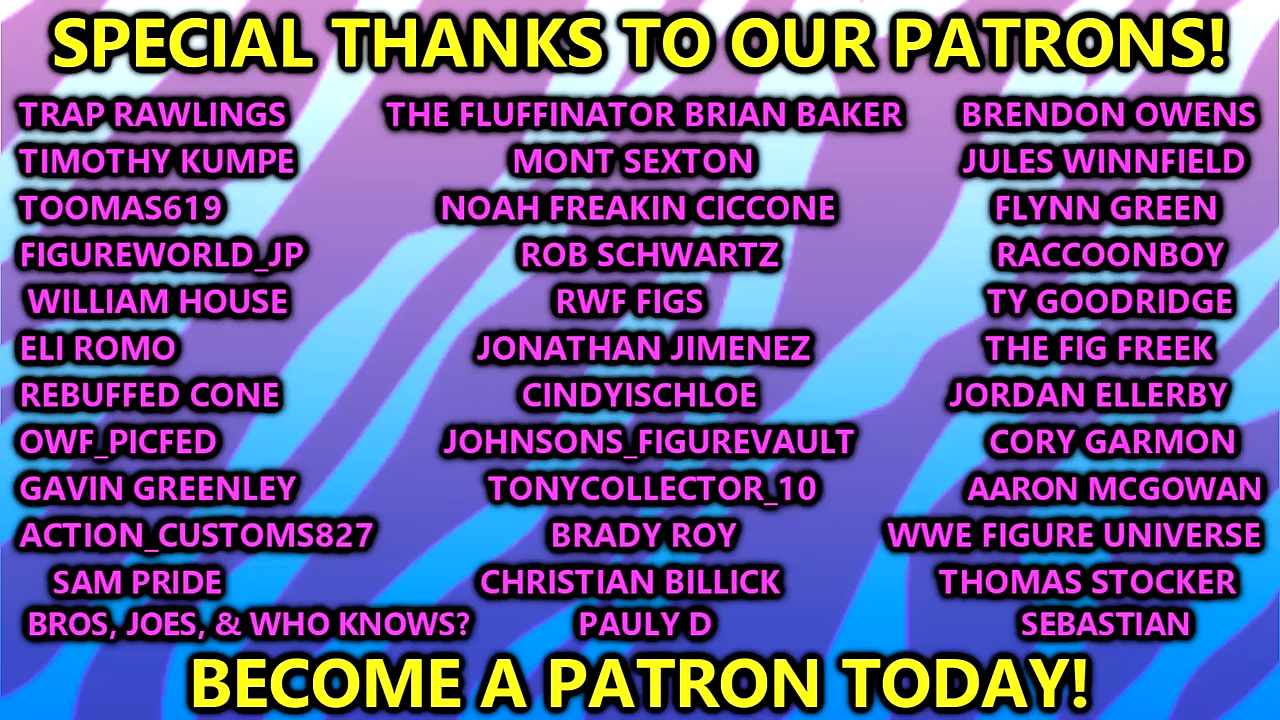 SPECIAL THANKS TO OUR PATRONS!
TRAP RAWLINGS
TIMOTHY KUMPE
TOOMAS619
FIGUREWORLD_JP
WILLIAM HOUSE
ELI ROMO
REBUFFED CONE
OWF_PICFED
GAVIN GREENLEY
ACTION_CUSTOMS827
SAM PRIDE
BROS, JOES, & WHO KNOWS?
THE FLUFFINATOR BRIAN BAKER
MONT SEXTON
NOAH FREAKIN CICCONE
ROB SCHWARTZ
RWF FIGS
JONATHAN JIMENEZ
CINDYISCHLOE
JOHNSONS_FIGUREVAULT
TONYCOLLECTOR_10
BRADY ROY
CHRISTIAN BILLICK
PAULY D
BRENDON OWENS
JULES WINNFIELD
FLYNN GREEN
RACCOONBOY
TY GOODRIDGE
THE FIG FREEK
JORDAN ELLERBY
CORY GARMON
AARON MCGOWAN
WWE FIGURE UNIVERSE
THOMAS STOCKER
SEBASTIAN
BECOME A PATRON TODAY!